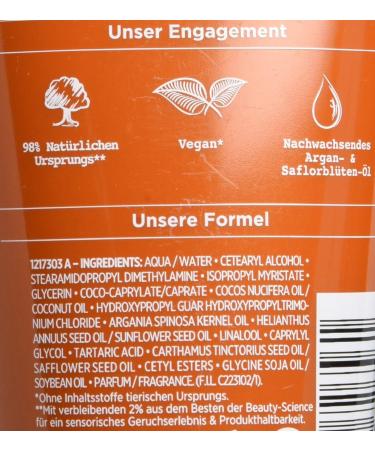 Unser Engagement
98% Natürlichen
Ursprungs**
Vegan*
Nachwachsendes
Argan- &
Saflorblüten-Öl
Unsere Formel
1217303 A – INGREDIENTS: AQUA / WATER • CETEARYL ALCOHOL •
STEARAMIDOPROPYL DIMETHYLAMINE • ISOPROPYL MYRISTATE •
GLYCERIN • COCO-CAPRYLATE/CAPRATE • COCOS NUCIFERA OIL /
COCONUT OIL • HYDROXYPROPYL GUAR HYDROXYPROPYLTRIMO-
NIUM CHLORIDE • ARGANIA SPINOSA KERNEL OIL • HELIANTHUS
ANNUUS SEED OIL / SUNFLOWER SEED OIL • LINALOOL • CAPRYLYL
GLYCOL • TARTARIC ACID • CARTHAMUS TINCTORIUS SEED OIL /
SAFFLOWER SEED OIL • CETYL ESTERS • GLYCINE SOJA OIL /
SOYBEAN OIL • PARFUM / FRAGRANCE. (F.I.L. C223102/1).
*Ohne Inhaltsstoffe tierischen Ursprungs.
**Mit verbleibenden 2% aus dem Besten der Beauty-Science
für ein sensorisches Geruchserlebnis & Produkthaltbarkeit.